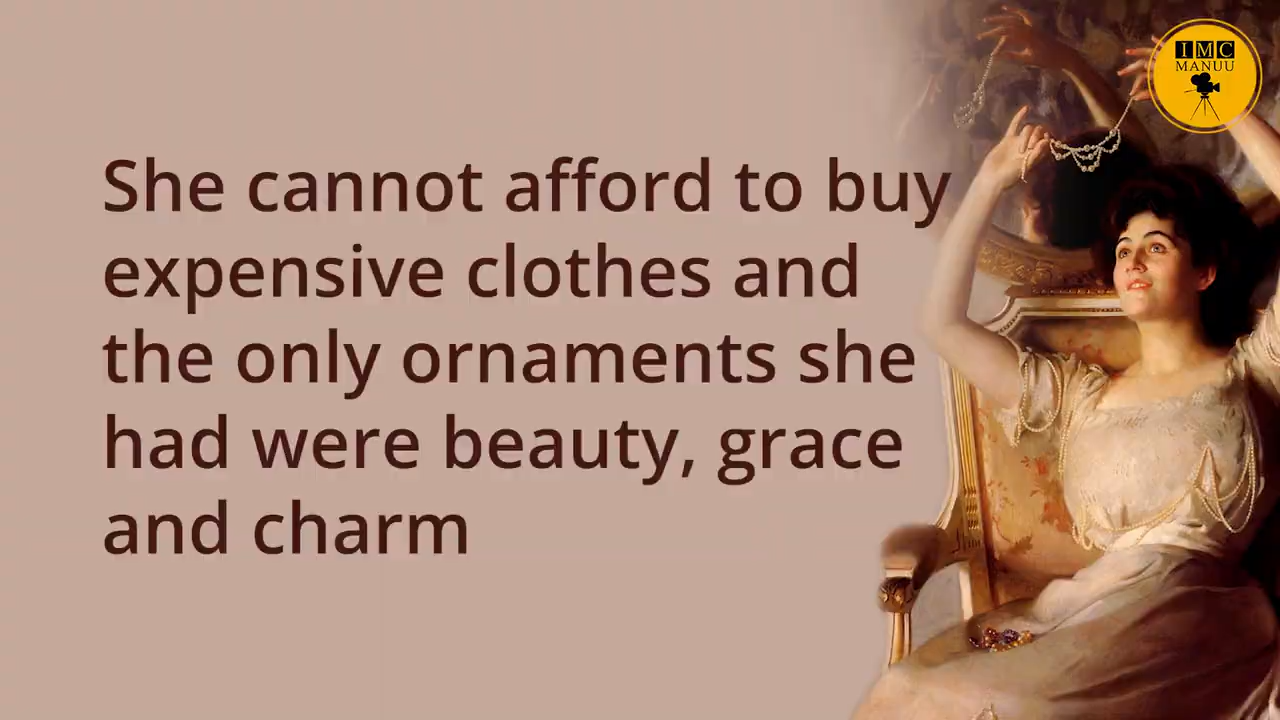 IMC
MANUU
She cannot afford to buy
expensive clothes and
the only ornaments she
had were beauty, grace
and charm